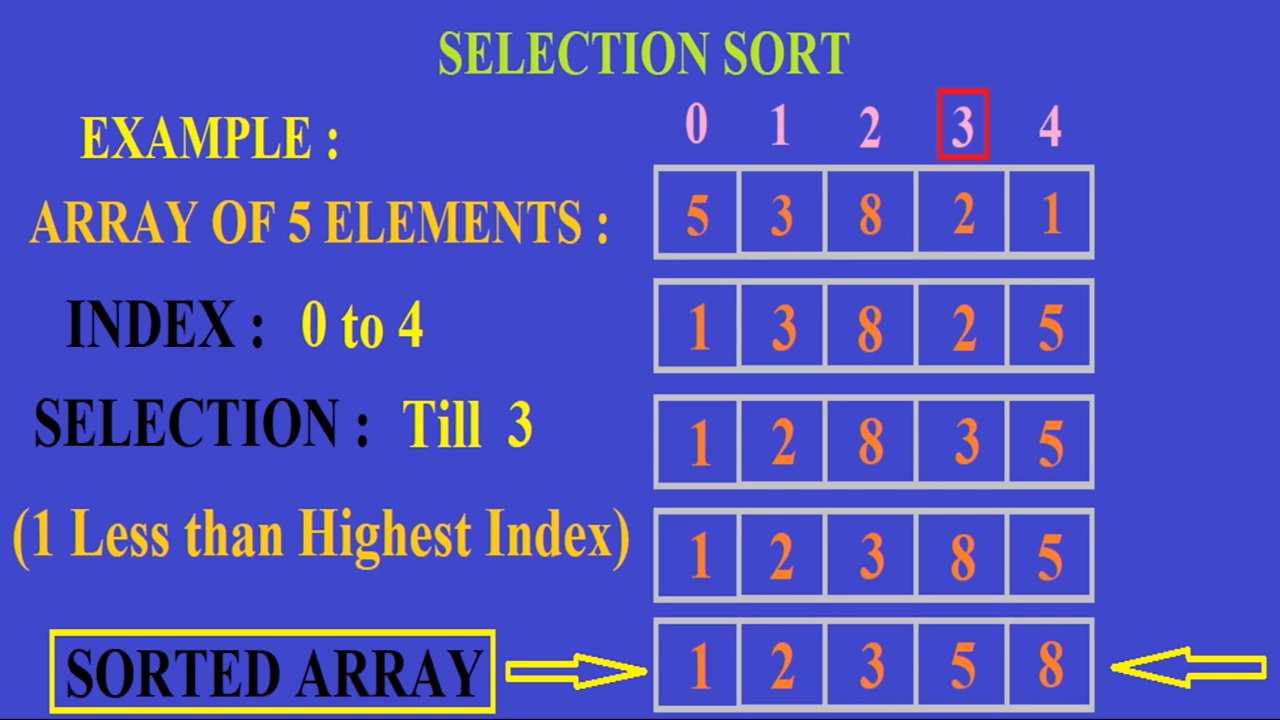 SELECTION SORT
0 1 2 3 4
EXAMPLE :
ARRAY OF 5 ELEMENTS : 5 3 8 2 1
INDEX : 0 to 4 1 3 8 2 5
SELECTION : Till 3 1 2 8 3 5
(1 Less than Highest Index) 1 2 3 8 5
SORTED ARRAY 1 2 3 5 8